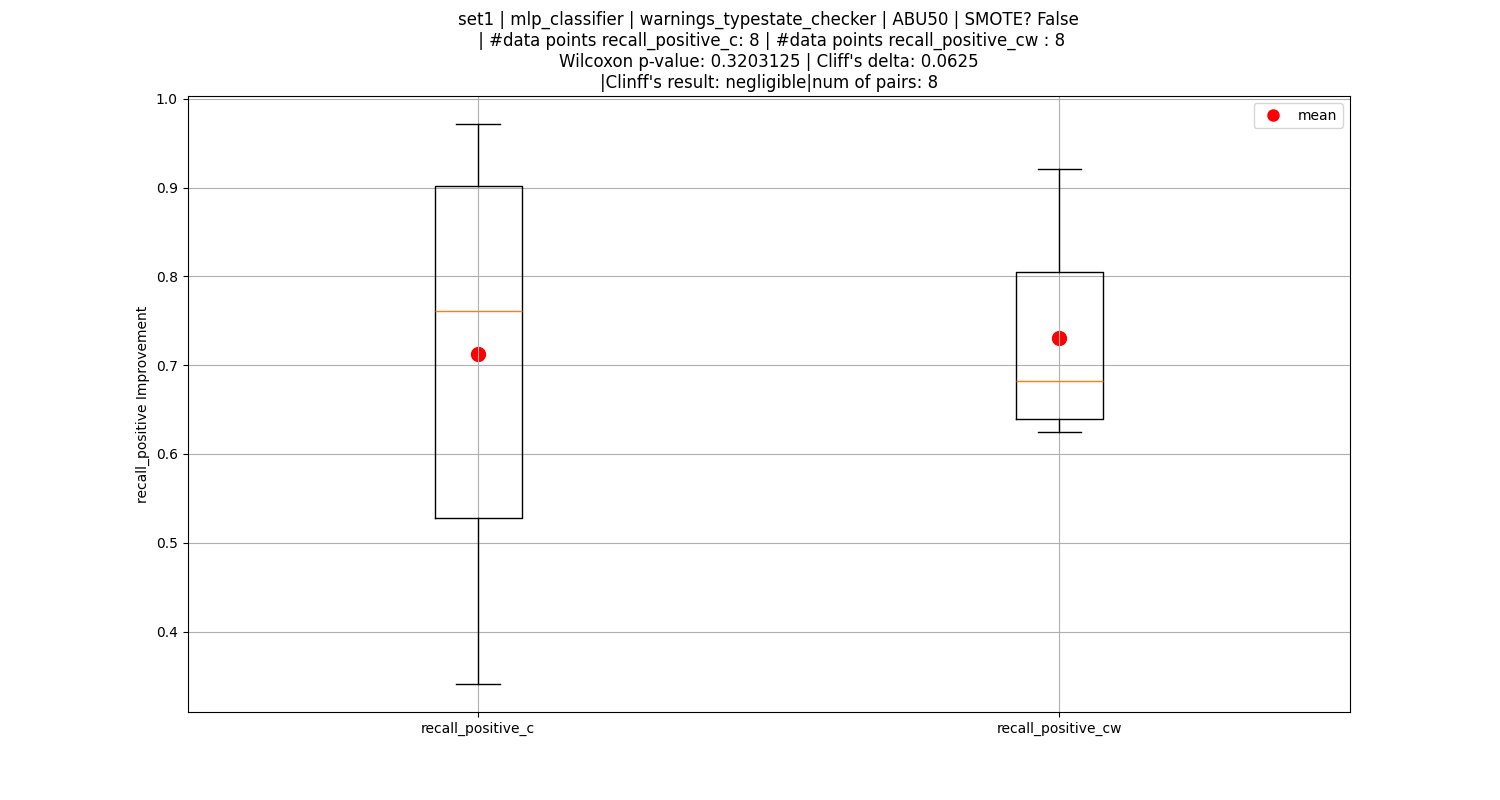 set1 | mlp_classifier | warnings_typestate_checker | ABU50 | SMOTE? False
| #data points recall_positive_c: 8 | #data points recall_positive_cw : 8
Wilcoxon p-value: 0.3203125 | Cliff's delta: 0.0625
|Clinff's result: negligible|num of pairs: 8
mean
1.0
0.9
0.8
0.7
0.6
0.5
0.4
recall_positive Improvement
recall_positive_c
recall_positive_cw